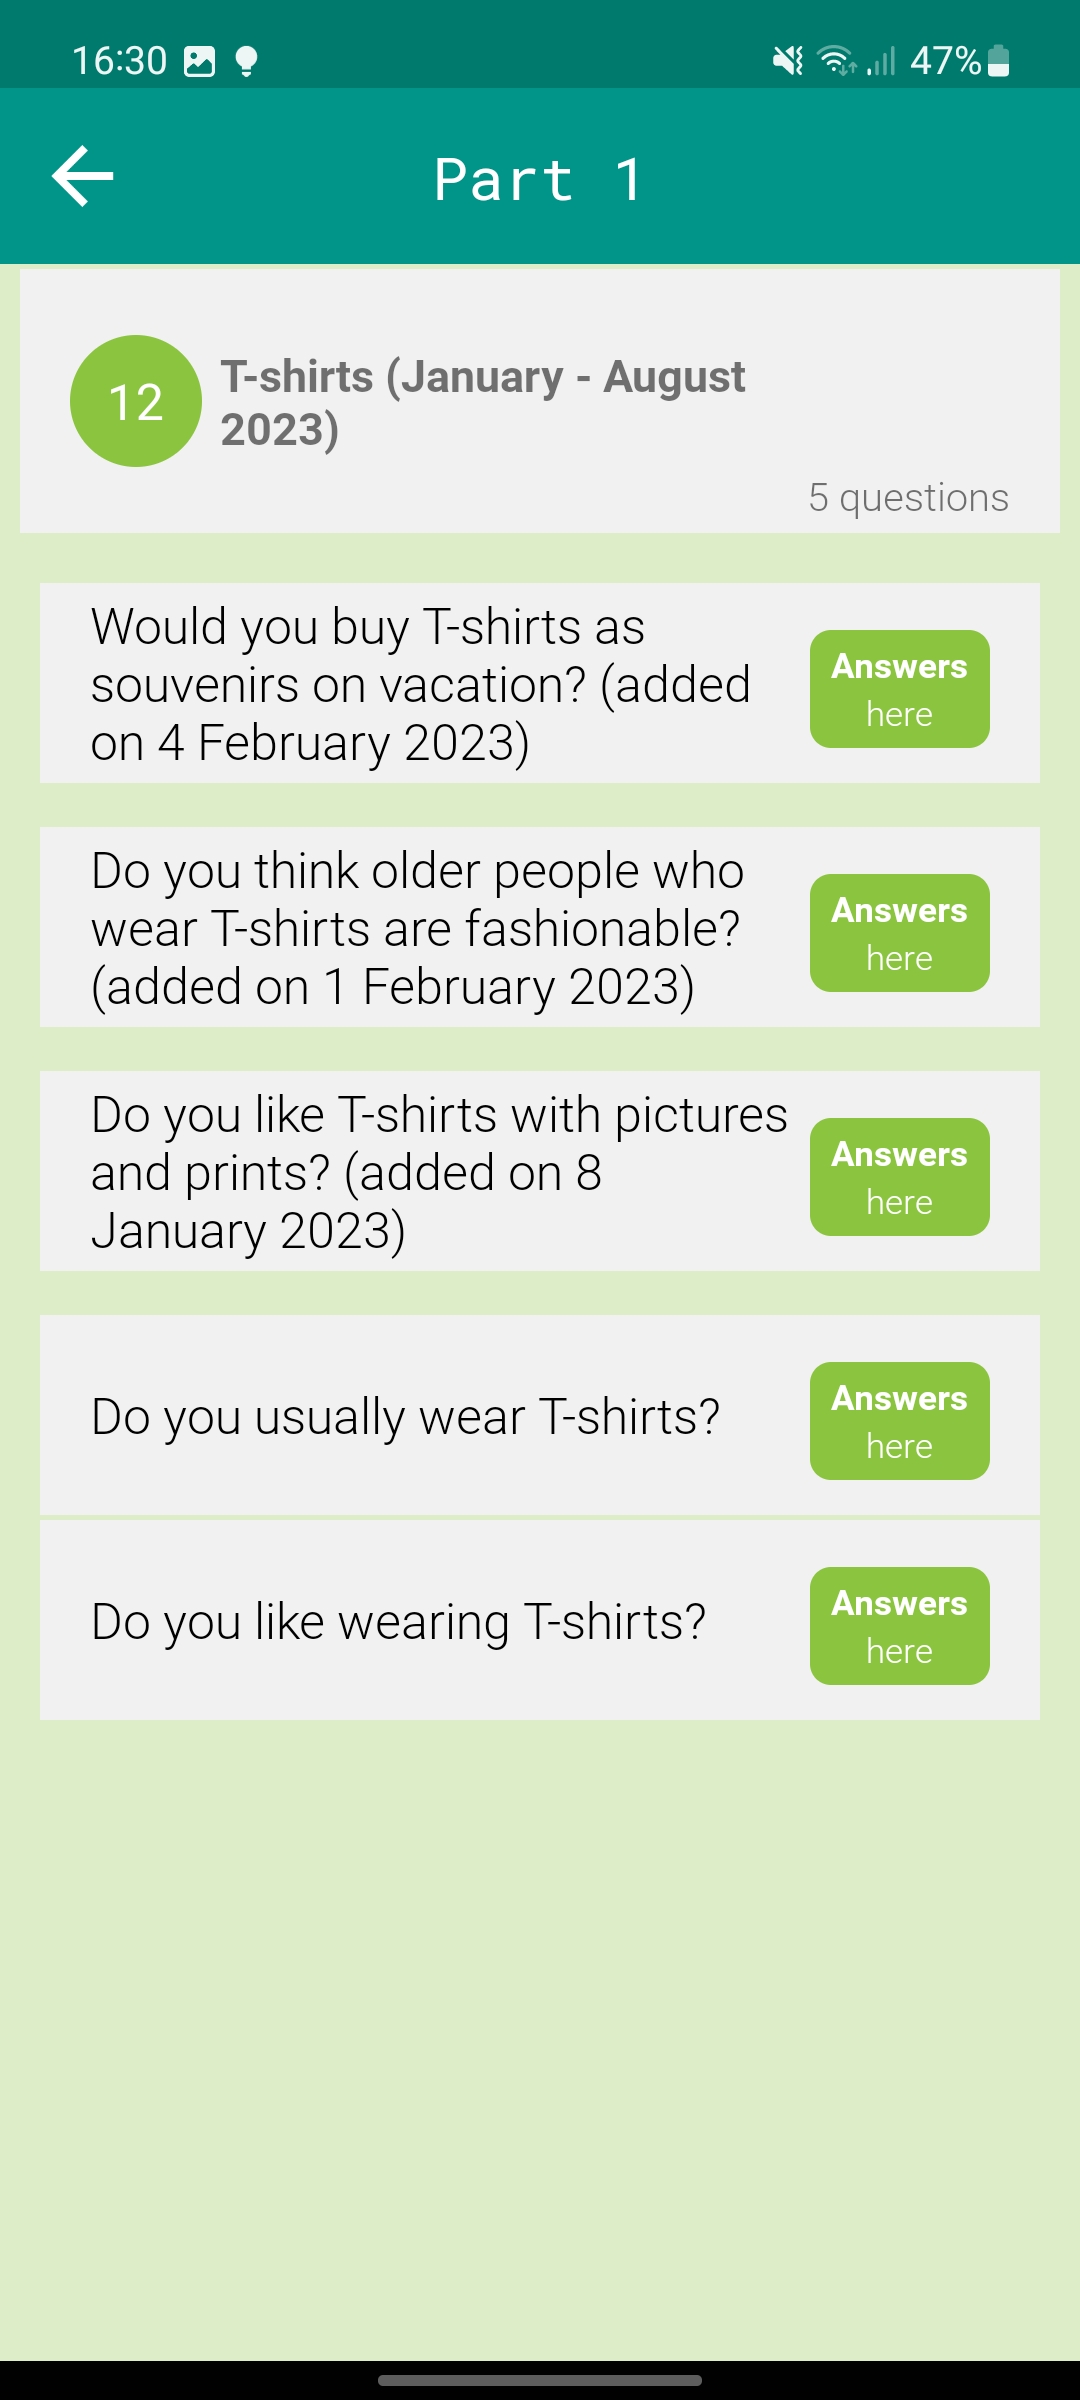 16:30
47%
Part 1
12
T-shirts (January - August
2023)
5 questions
Would you buy T-shirts as
souvenirs on vacation? (added
on 4 February 2023)
Answers
here
Do you think older people who
wear T-shirts are fashionable?
(added on 1 February 2023)
Answers
here
Do you like T-shirts with pictures
and prints? (added on 8
January 2023)
Answers
here
Do you usually wear T-shirts?
Answers
here
Do you like wearing T-shirts?
Answers
here